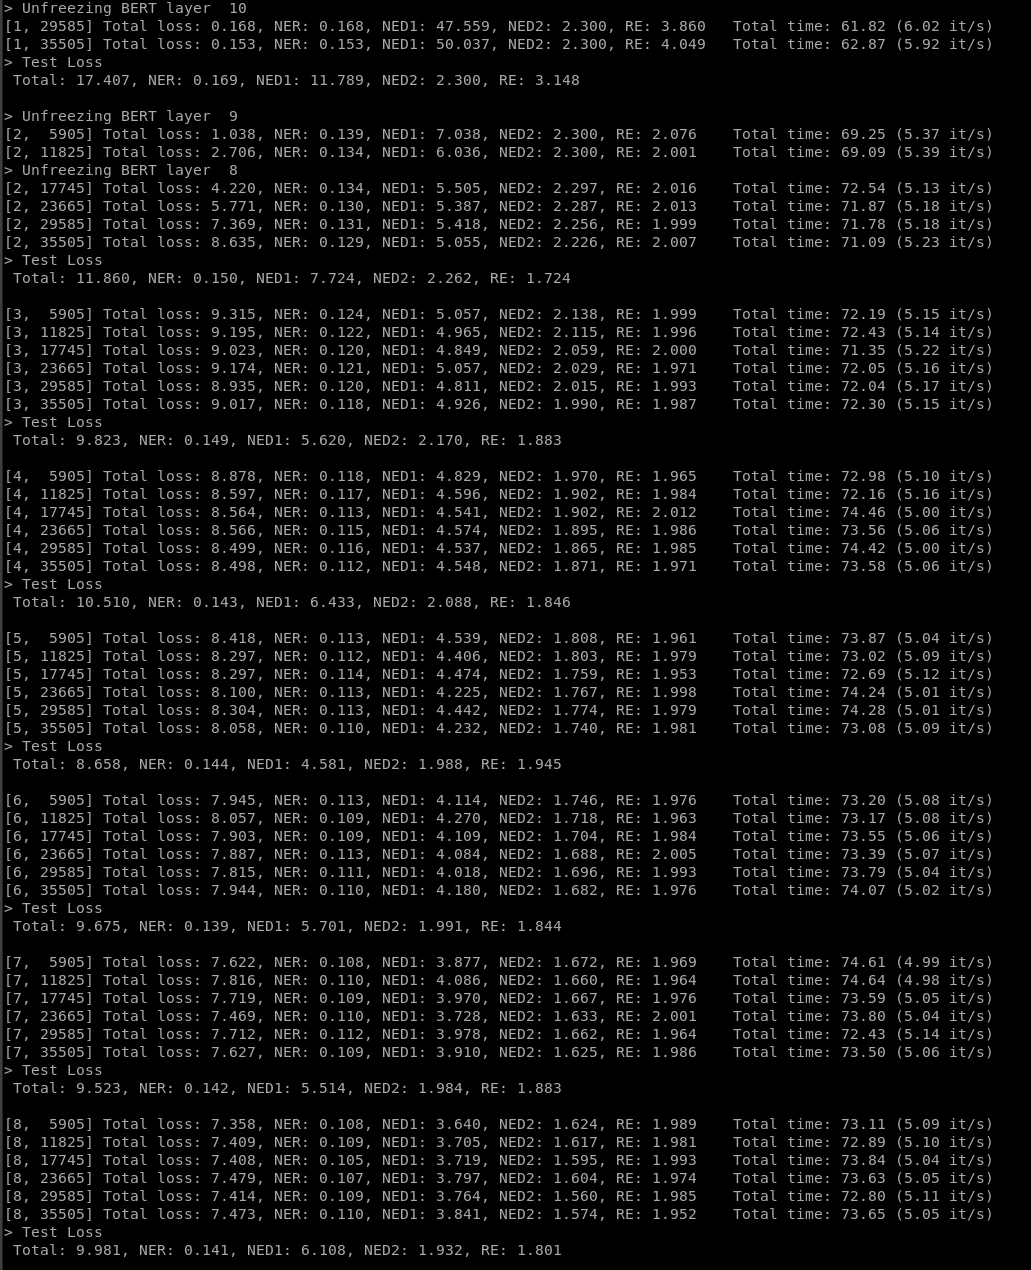 > Unfreezing BERT layer  10
[1, 29585] Total loss: 0.168, NER: 0.168, NED1: 47.559, NED2: 2.300, RE: 3.860   Total time: 61.82 (6.02 it/s)
[1, 35505] Total loss: 0.153, NER: 0.153, NED1: 50.037, NED2: 2.300, RE: 4.049   Total time: 62.87 (5.92 it/s)
> Test Loss
 Total: 17.407, NER: 0.169, NED1: 11.789, NED2: 2.300, RE: 3.148

> Unfreezing BERT layer  9
[2,  5905] Total loss: 1.038, NER: 0.139, NED1: 7.038, NED2: 2.300, RE: 2.076    Total time: 69.25 (5.37 it/s)
[2, 11825] Total loss: 2.706, NER: 0.134, NED1: 6.036, NED2: 2.300, RE: 2.001    Total time: 69.09 (5.39 it/s)
> Unfreezing BERT layer  8
[2, 17745] Total loss: 4.220, NER: 0.134, NED1: 5.505, NED2: 2.297, RE: 2.016    Total time: 72.54 (5.13 it/s)
[2, 23665] Total loss: 5.771, NER: 0.130, NED1: 5.387, NED2: 2.287, RE: 2.013    Total time: 71.87 (5.18 it/s)
[2, 29585] Total loss: 7.369, NER: 0.131, NED1: 5.418, NED2: 2.256, RE: 1.999    Total time: 71.78 (5.18 it/s)
[2, 35505] Total loss: 8.635, NER: 0.129, NED1: 5.055, NED2: 2.226, RE: 2.007    Total time: 71.09 (5.23 it/s)
> Test Loss
 Total: 11.860, NER: 0.150, NED1: 7.724, NED2: 2.262, RE: 1.724

[3,  5905] Total loss: 9.315, NER: 0.124, NED1: 5.057, NED2: 2.138, RE: 1.999    Total time: 72.19 (5.15 it/s)
[3, 11825] Total loss: 9.195, NER: 0.122, NED1: 4.965, NED2: 2.115, RE: 1.996    Total time: 72.43 (5.14 it/s)
[3, 17745] Total loss: 9.023, NER: 0.120, NED1: 4.849, NED2: 2.059, RE: 2.000    Total time: 71.35 (5.22 it/s)
[3, 23665] Total loss: 9.174, NER: 0.121, NED1: 5.057, NED2: 2.029, RE: 1.971    Total time: 72.05 (5.16 it/s)
[3, 29585] Total loss: 8.935, NER: 0.120, NED1: 4.811, NED2: 2.015, RE: 1.993    Total time: 72.04 (5.17 it/s)
[3, 35505] Total loss: 9.017, NER: 0.118, NED1: 4.926, NED2: 1.990, RE: 1.987    Total time: 72.30 (5.15 it/s)
> Test Loss
 Total: 9.823, NER: 0.149, NED1: 5.620, NED2: 2.170, RE: 1.883

[4,  5905] Total loss: 8.878, NER: 0.118, NED1: 4.829, NED2: 1.970, RE: 1.965    Total time: 72.98 (5.10 it/s)
[4, 11825] Total loss: 8.597, NER: 0.117, NED1: 4.596, NED2: 1.902, RE: 1.984    Total time: 72.16 (5.16 it/s)
[4, 17745] Total loss: 8.564, NER: 0.113, NED1: 4.541, NED2: 1.902, RE: 2.012    Total time: 74.46 (5.00 it/s)
[4, 23665] Total loss: 8.566, NER: 0.115, NED1: 4.574, NED2: 1.895, RE: 1.986    Total time: 73.56 (5.06 it/s)
[4, 29585] Total loss: 8.499, NER: 0.116, NED1: 4.537, NED2: 1.865, RE: 1.985    Total time: 74.42 (5.00 it/s)
[4, 35505] Total loss: 8.498, NER: 0.112, NED1: 4.548, NED2: 1.871, RE: 1.971    Total time: 73.58 (5.06 it/s)
> Test Loss
 Total: 10.510, NER: 0.143, NED1: 6.433, NED2: 2.088, RE: 1.846

[5,  5905] Total loss: 8.418, NER: 0.113, NED1: 4.539, NED2: 1.808, RE: 1.961    Total time: 73.87 (5.04 it/s)
[5, 11825] Total loss: 8.297, NER: 0.112, NED1: 4.406, NED2: 1.803, RE: 1.979    Total time: 73.02 (5.09 it/s)
[5, 17745] Total loss: 8.297, NER: 0.114, NED1: 4.474, NED2: 1.759, RE: 1.953    Total time: 72.69 (5.12 it/s)
[5, 23665] Total loss: 8.100, NER: 0.113, NED1: 4.225, NED2: 1.767, RE: 1.998    Total time: 74.24 (5.01 it/s)
[5, 29585] Total loss: 8.304, NER: 0.113, NED1: 4.442, NED2: 1.774, RE: 1.979    Total time: 74.28 (5.01 it/s)
[5, 35505] Total loss: 8.058, NER: 0.110, NED1: 4.232, NED2: 1.740, RE: 1.981    Total time: 73.08 (5.09 it/s)
> Test Loss
 Total: 8.658, NER: 0.144, NED1: 4.581, NED2: 1.988, RE: 1.945

[6,  5905] Total loss: 7.945, NER: 0.113, NED1: 4.114, NED2: 1.746, RE: 1.976    Total time: 73.20 (5.08 it/s)
[6, 11825] Total loss: 8.057, NER: 0.109, NED1: 4.270, NED2: 1.718, RE: 1.963    Total time: 73.17 (5.08 it/s)
[6, 17745] Total loss: 7.903, NER: 0.109, NED1: 4.109, NED2: 1.704, RE: 1.984    Total time: 73.55 (5.06 it/s)
[6, 23665] Total loss: 7.887, NER: 0.113, NED1: 4.084, NED2: 1.688, RE: 2.005    Total time: 73.39 (5.07 it/s)
[6, 29585] Total loss: 7.815, NER: 0.111, NED1: 4.018, NED2: 1.696, RE: 1.993    Total time: 73.79 (5.04 it/s)
[6, 35505] Total loss: 7.944, NER: 0.110, NED1: 4.180, NED2: 1.682, RE: 1.976    Total time: 74.07 (5.02 it/s)
> Test Loss
 Total: 9.675, NER: 0.139, NED1: 5.701, NED2: 1.991, RE: 1.844

[7,  5905] Total loss: 7.622, NER: 0.108, NED1: 3.877, NED2: 1.672, RE: 1.969    Total time: 74.61 (4.99 it/s)
[7, 11825] Total loss: 7.816, NER: 0.110, NED1: 4.086, NED2: 1.660, RE: 1.964    Total time: 74.64 (4.98 it/s)
[7, 17745] Total loss: 7.719, NER: 0.109, NED1: 3.970, NED2: 1.667, RE: 1.976    Total time: 73.59 (5.05 it/s)
[7, 23665] Total loss: 7.469, NER: 0.110, NED1: 3.728, NED2: 1.633, RE: 2.001    Total time: 73.80 (5.04 it/s)
[7, 29585] Total loss: 7.712, NER: 0.112, NED1: 3.978, NED2: 1.662, RE: 1.964    Total time: 72.43 (5.14 it/s)
[7, 35505] Total loss: 7.627, NER: 0.109, NED1: 3.910, NED2: 1.625, RE: 1.986    Total time: 73.50 (5.06 it/s)
> Test Loss
 Total: 9.523, NER: 0.142, NED1: 5.514, NED2: 1.984, RE: 1.883

[8,  5905] Total loss: 7.358, NER: 0.108, NED1: 3.640, NED2: 1.624, RE: 1.989    Total time: 73.11 (5.09 it/s)
[8, 11825] Total loss: 7.409, NER: 0.109, NED1: 3.705, NED2: 1.617, RE: 1.981    Total time: 72.89 (5.10 it/s)
[8, 17745] Total loss: 7.408, NER: 0.105, NED1: 3.719, NED2: 1.595, RE: 1.993    Total time: 73.84 (5.04 it/s)
[8, 23665] Total loss: 7.479, NER: 0.107, NED1: 3.797, NED2: 1.604, RE: 1.974    Total time: 73.63 (5.05 it/s)
[8, 29585] Total loss: 7.414, NER: 0.109, NED1: 3.764, NED2: 1.560, RE: 1.985    Total time: 72.80 (5.11 it/s)
[8, 35505] Total loss: 7.473, NER: 0.110, NED1: 3.841, NED2: 1.574, RE: 1.952    Total time: 73.65 (5.05 it/s)
> Test Loss
 Total: 9.981, NER: 0.141, NED1: 6.108, NED2: 1.932, RE: 1.801